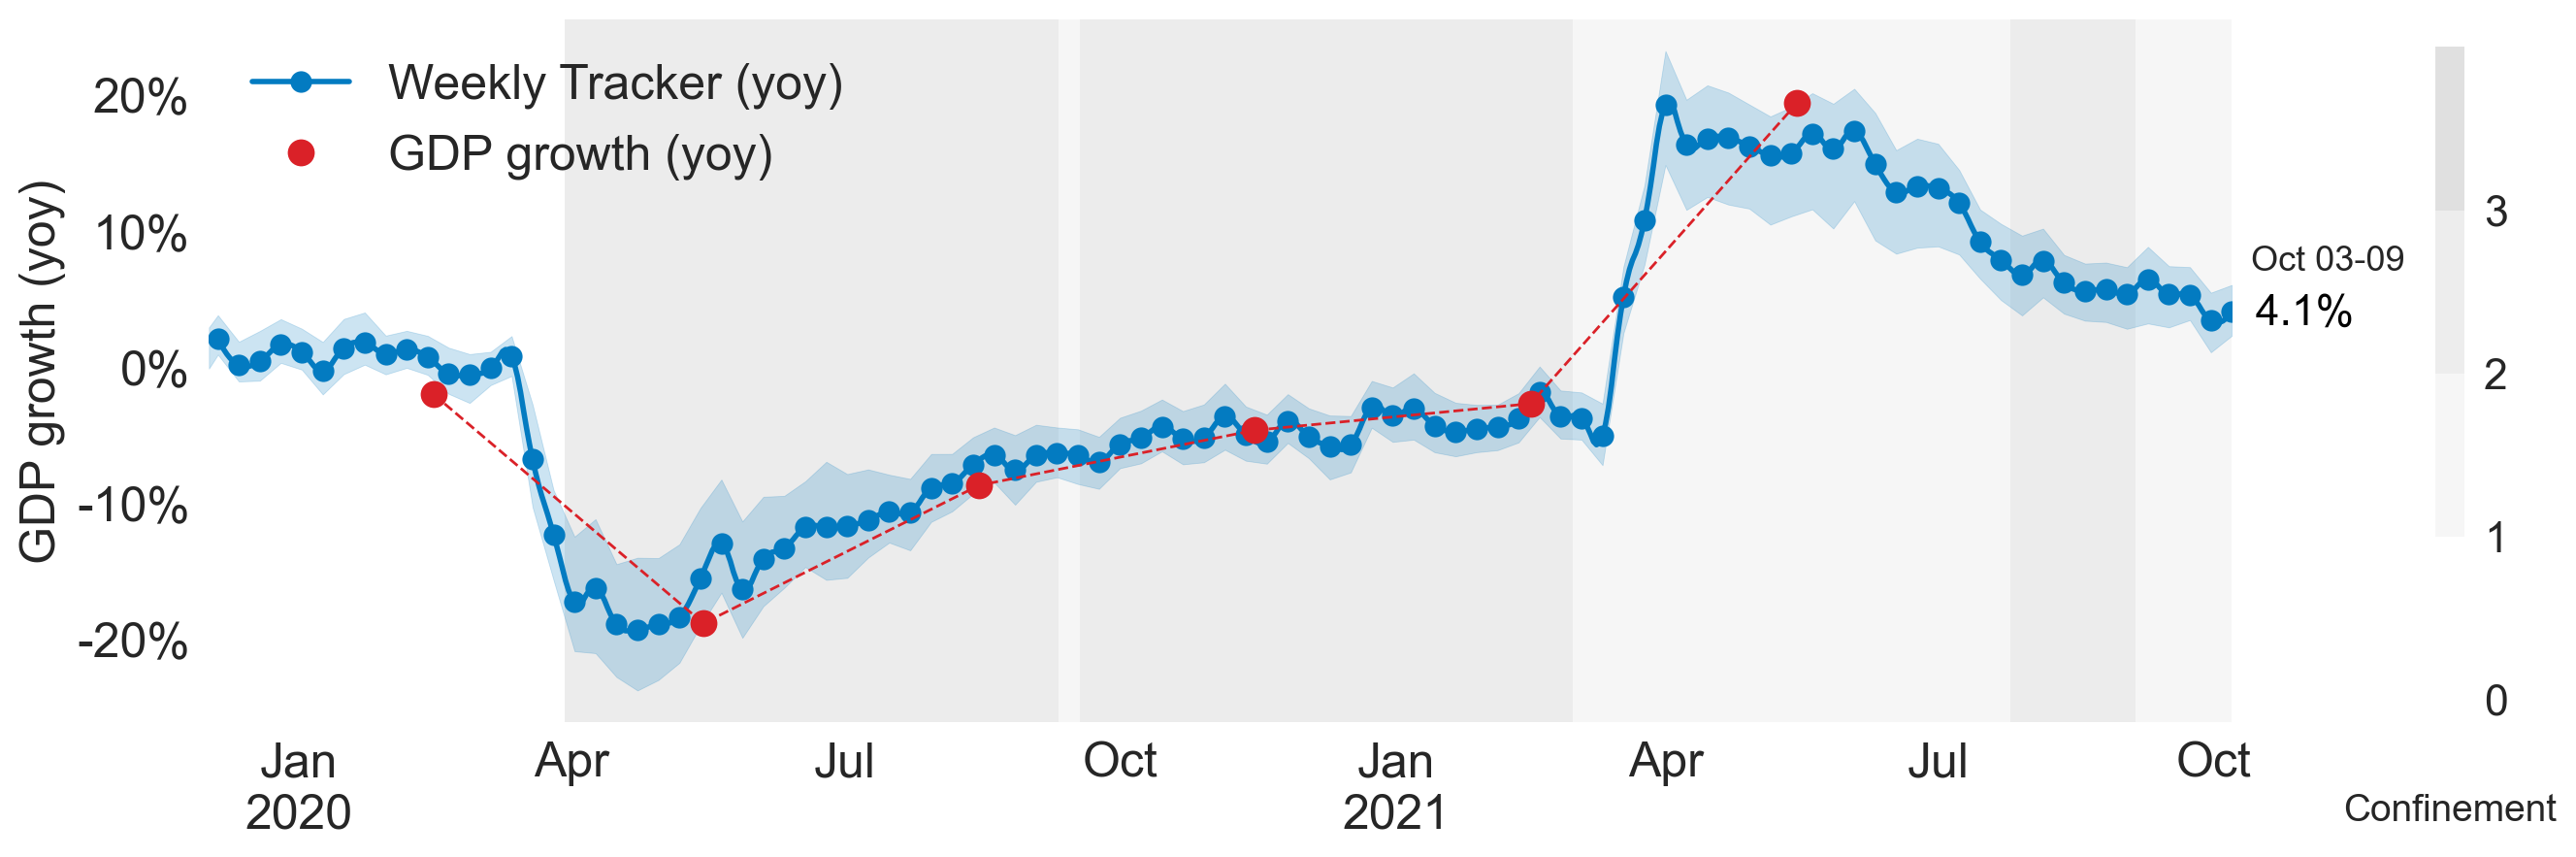 Weekly Tracker (yoy)
GDP growth (yoy)
GDP growth (yoy)
20%
10%
0%
-10%
-20%
Oct 03-09
4.1%
3
2
1
0
Jan Apr Jul Oct Jan Apr Jul Oct
2020 2021
Confinement